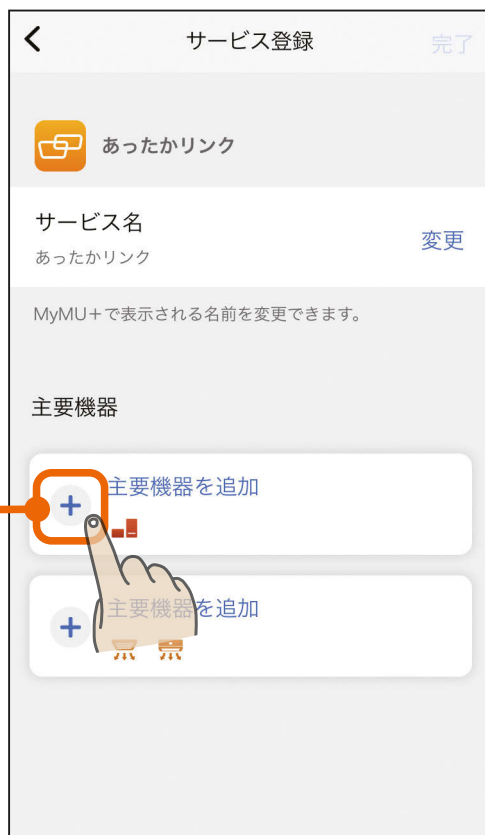 サービス登録
完了
あったかリンク
サービス名
あったかリンク
変更
MyMU+で表示される名前を変更できます。
主要機器
主要機器を追加
主要機器を追加